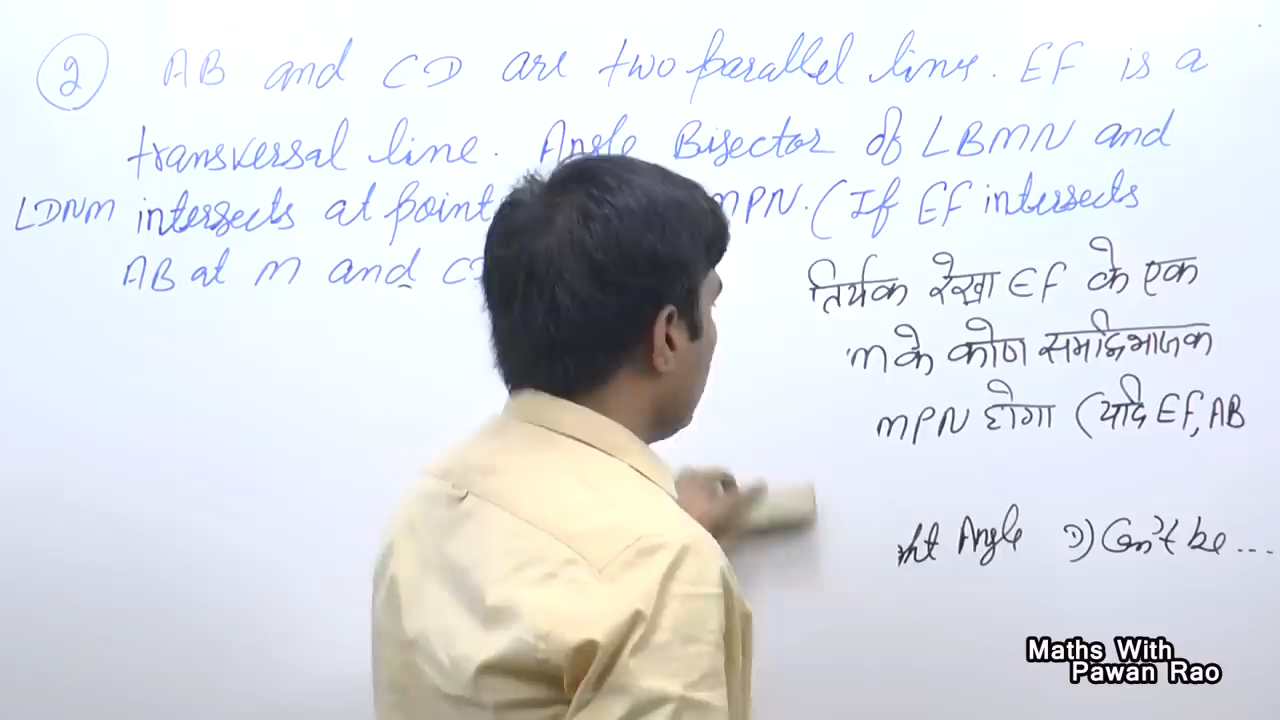 2 AB and CD are two parallel line. EF is a
transversal line. Angle Bisector of ∠BMN and
∠DNM intersects at point MPN. (If EF intersects
AB at M and
तिर्यक रेखा EF के एक
m के कोण समद्विभाजक
MPN होगा (यदि EF, AB
Angle D) Can't be ...
Maths With
Pawan Rao